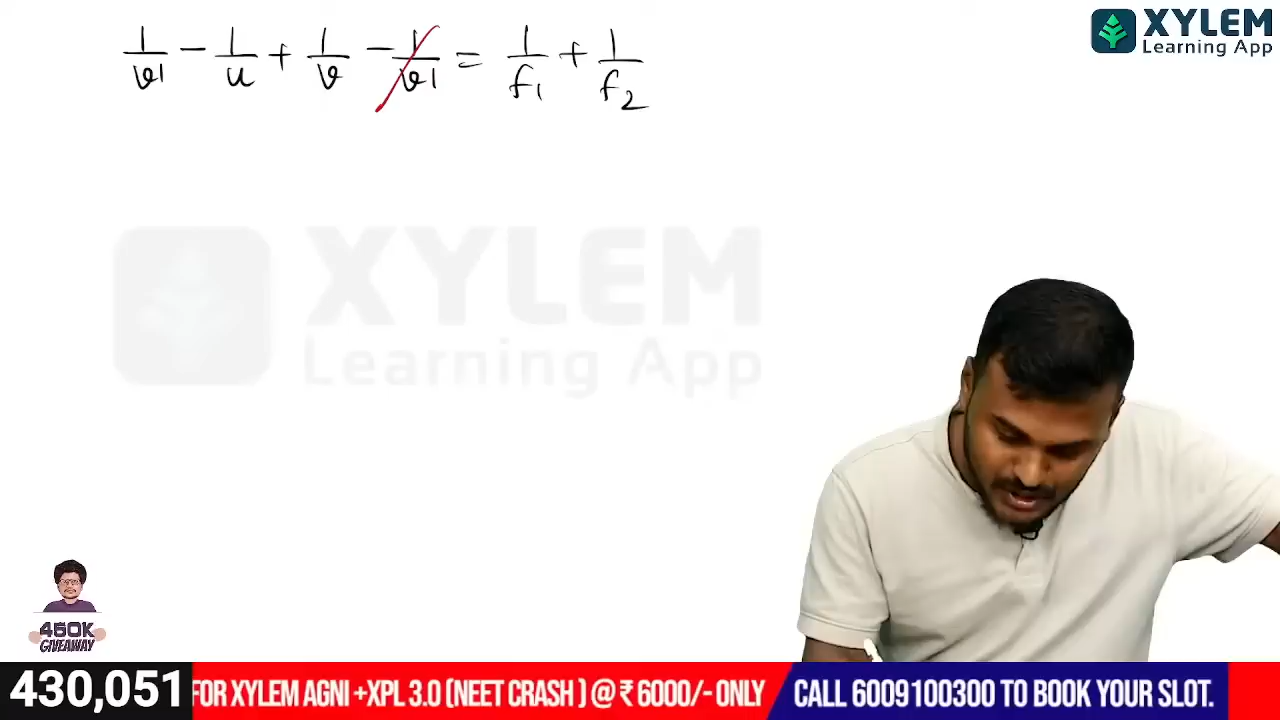 1/v1 - 1/u + 1/v - 1/v1 = 1/f1 + 1/f2
XYLEM
Learning App
XYLEM
Learning App
450K
GIVEAWAY
430,051 FOR XYLEM AGNI +XPL 3.0 (NEET CRASH ) @ ₹ 6000/- ONLY CALL 6009100300 TO BOOK YOUR SLOT.